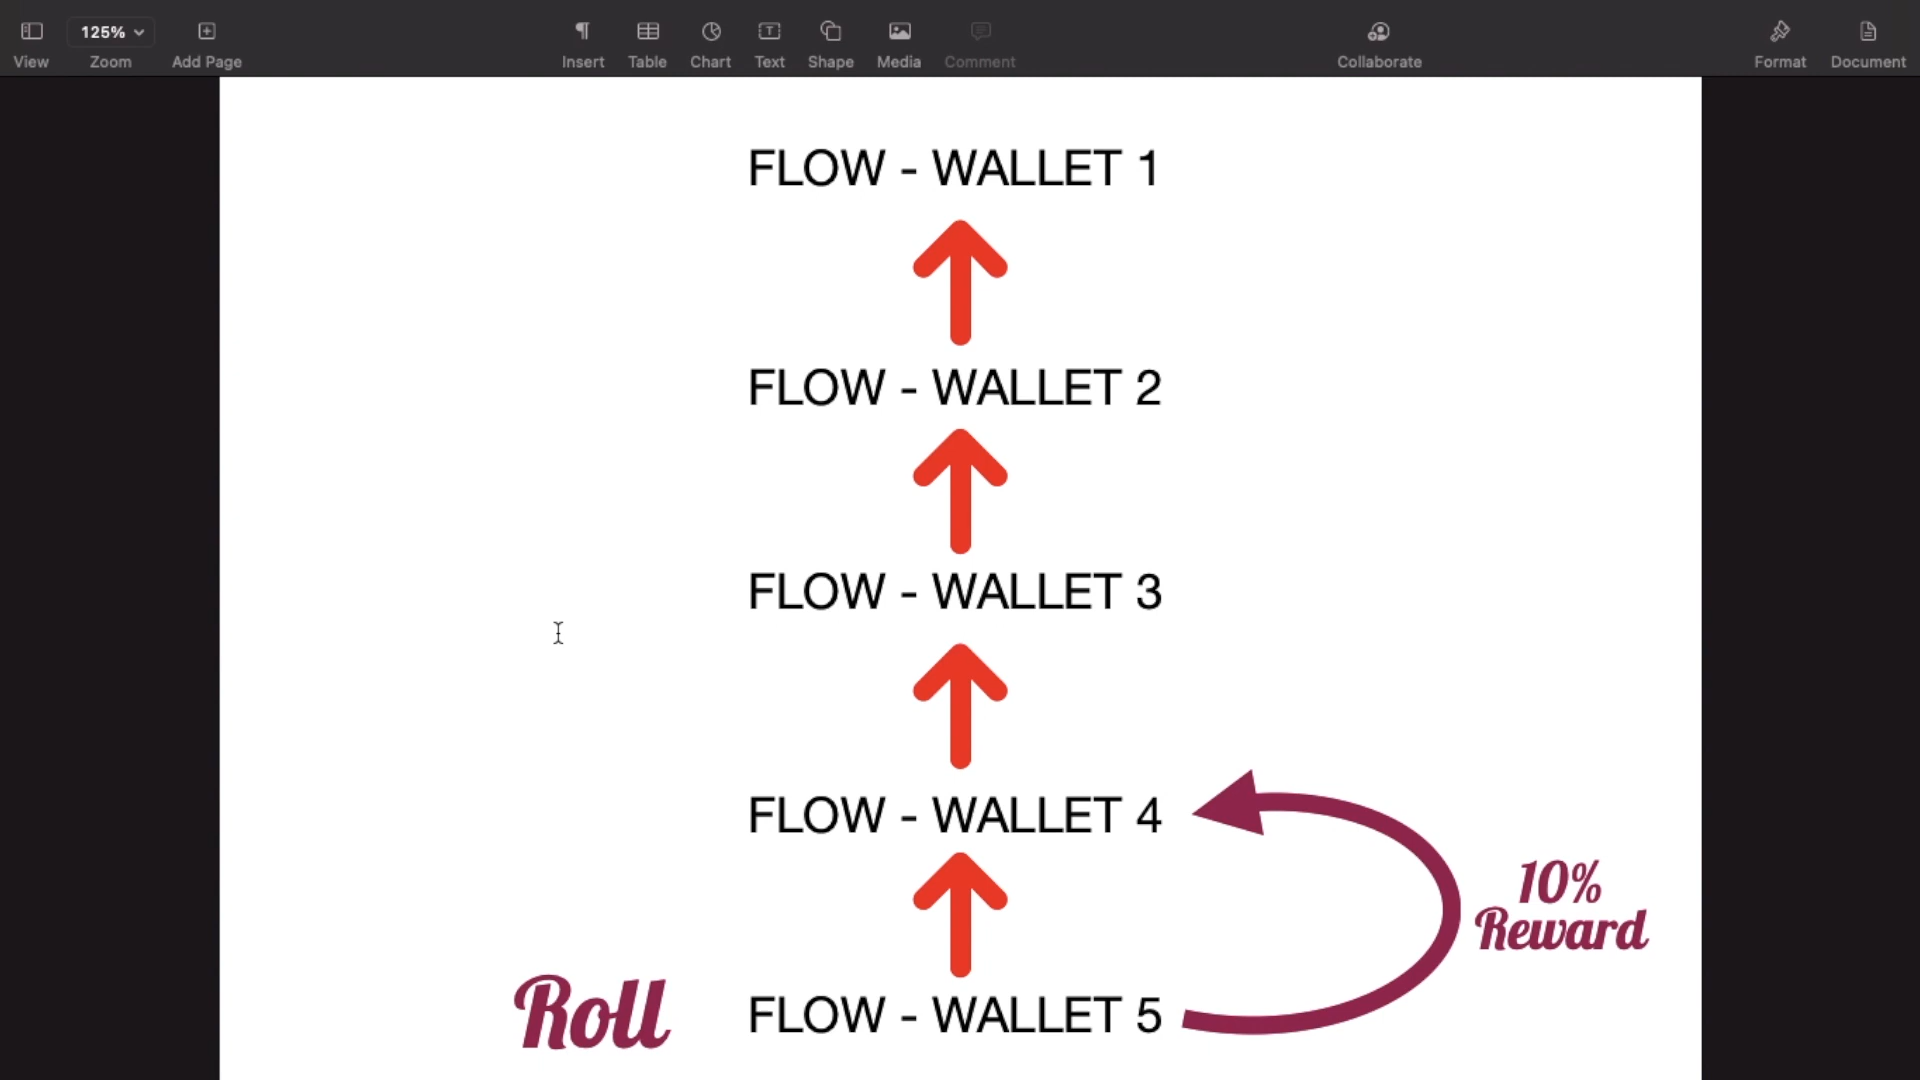 125%
View Zoom Add Page Insert Table Chart Text Shape Media Comment Collaborate Format Document
FLOW - WALLET 1
FLOW - WALLET 2
FLOW - WALLET 3
FLOW - WALLET 4
10%
Reward
Roll FLOW - WALLET 5